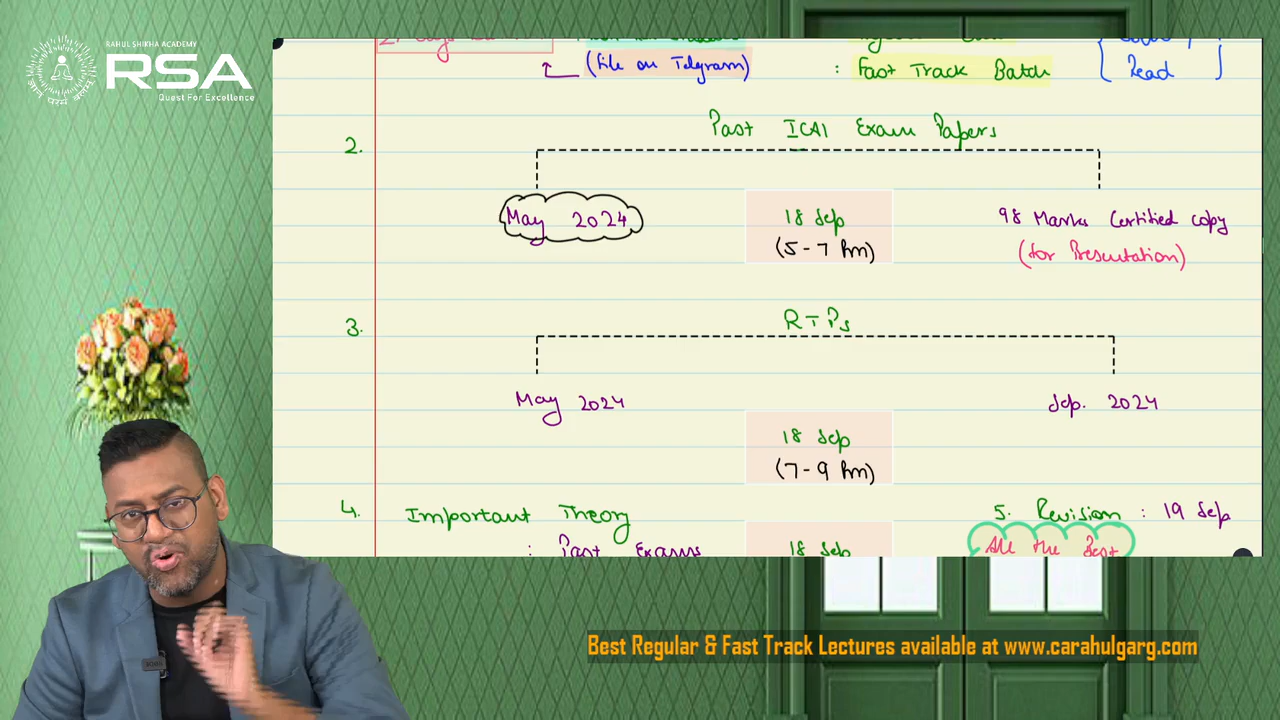 RAHUL SHIKHA ACADEMY
RSA
Quest For Excellence
(File on Telegram)
: Fast Track Batch
Read
2.
Past ICAI Exam Papers
May 2024
18 Sep
(5-7 Pm)
98 Marks Certified copy
(for Presentation)
3.
RTPs
May 2024
Sep. 2024
18 Sep
(7-9 Pm)
4. Important Theory
: Past Exams
18 Sep
5. Revision : 19 Sep
All the Best
Best Regular & Fast Track Lectures available at www.carahulgarg.com